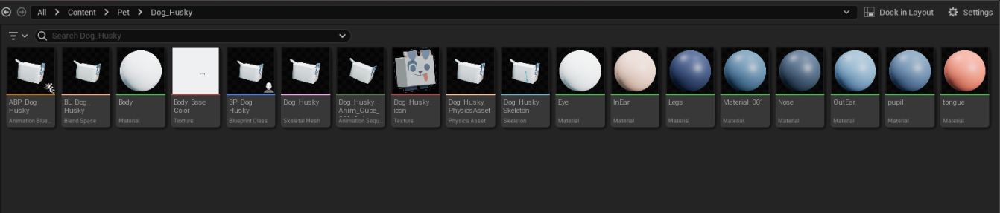 All > Content > Pet > Dog_Husky
Dock in Layout
Settings
Search Dog_Husky
ABP_Dog_
Husky
Animation Blue...
BL_Dog_
Husky
Blend Space
Body
Material
Body_Base_
Color
Texture
BP_Dog_
Husky
Blueprint Class
Dog_Husky
Skeletal Mesh
Dog_Husky_
Anim_Cube_
Animation Sequ...
Dog_Husky_
icon
Texture
Dog_Husky_
PhysicsAsset
Physics Asset
Dog_Husky_
Skeleton
Skeleton
Eye
Material
InEar
Material
Legs
Material
Material_001
Material
Nose
Material
OutEar_
Material
pupil
Material
tongue
Material